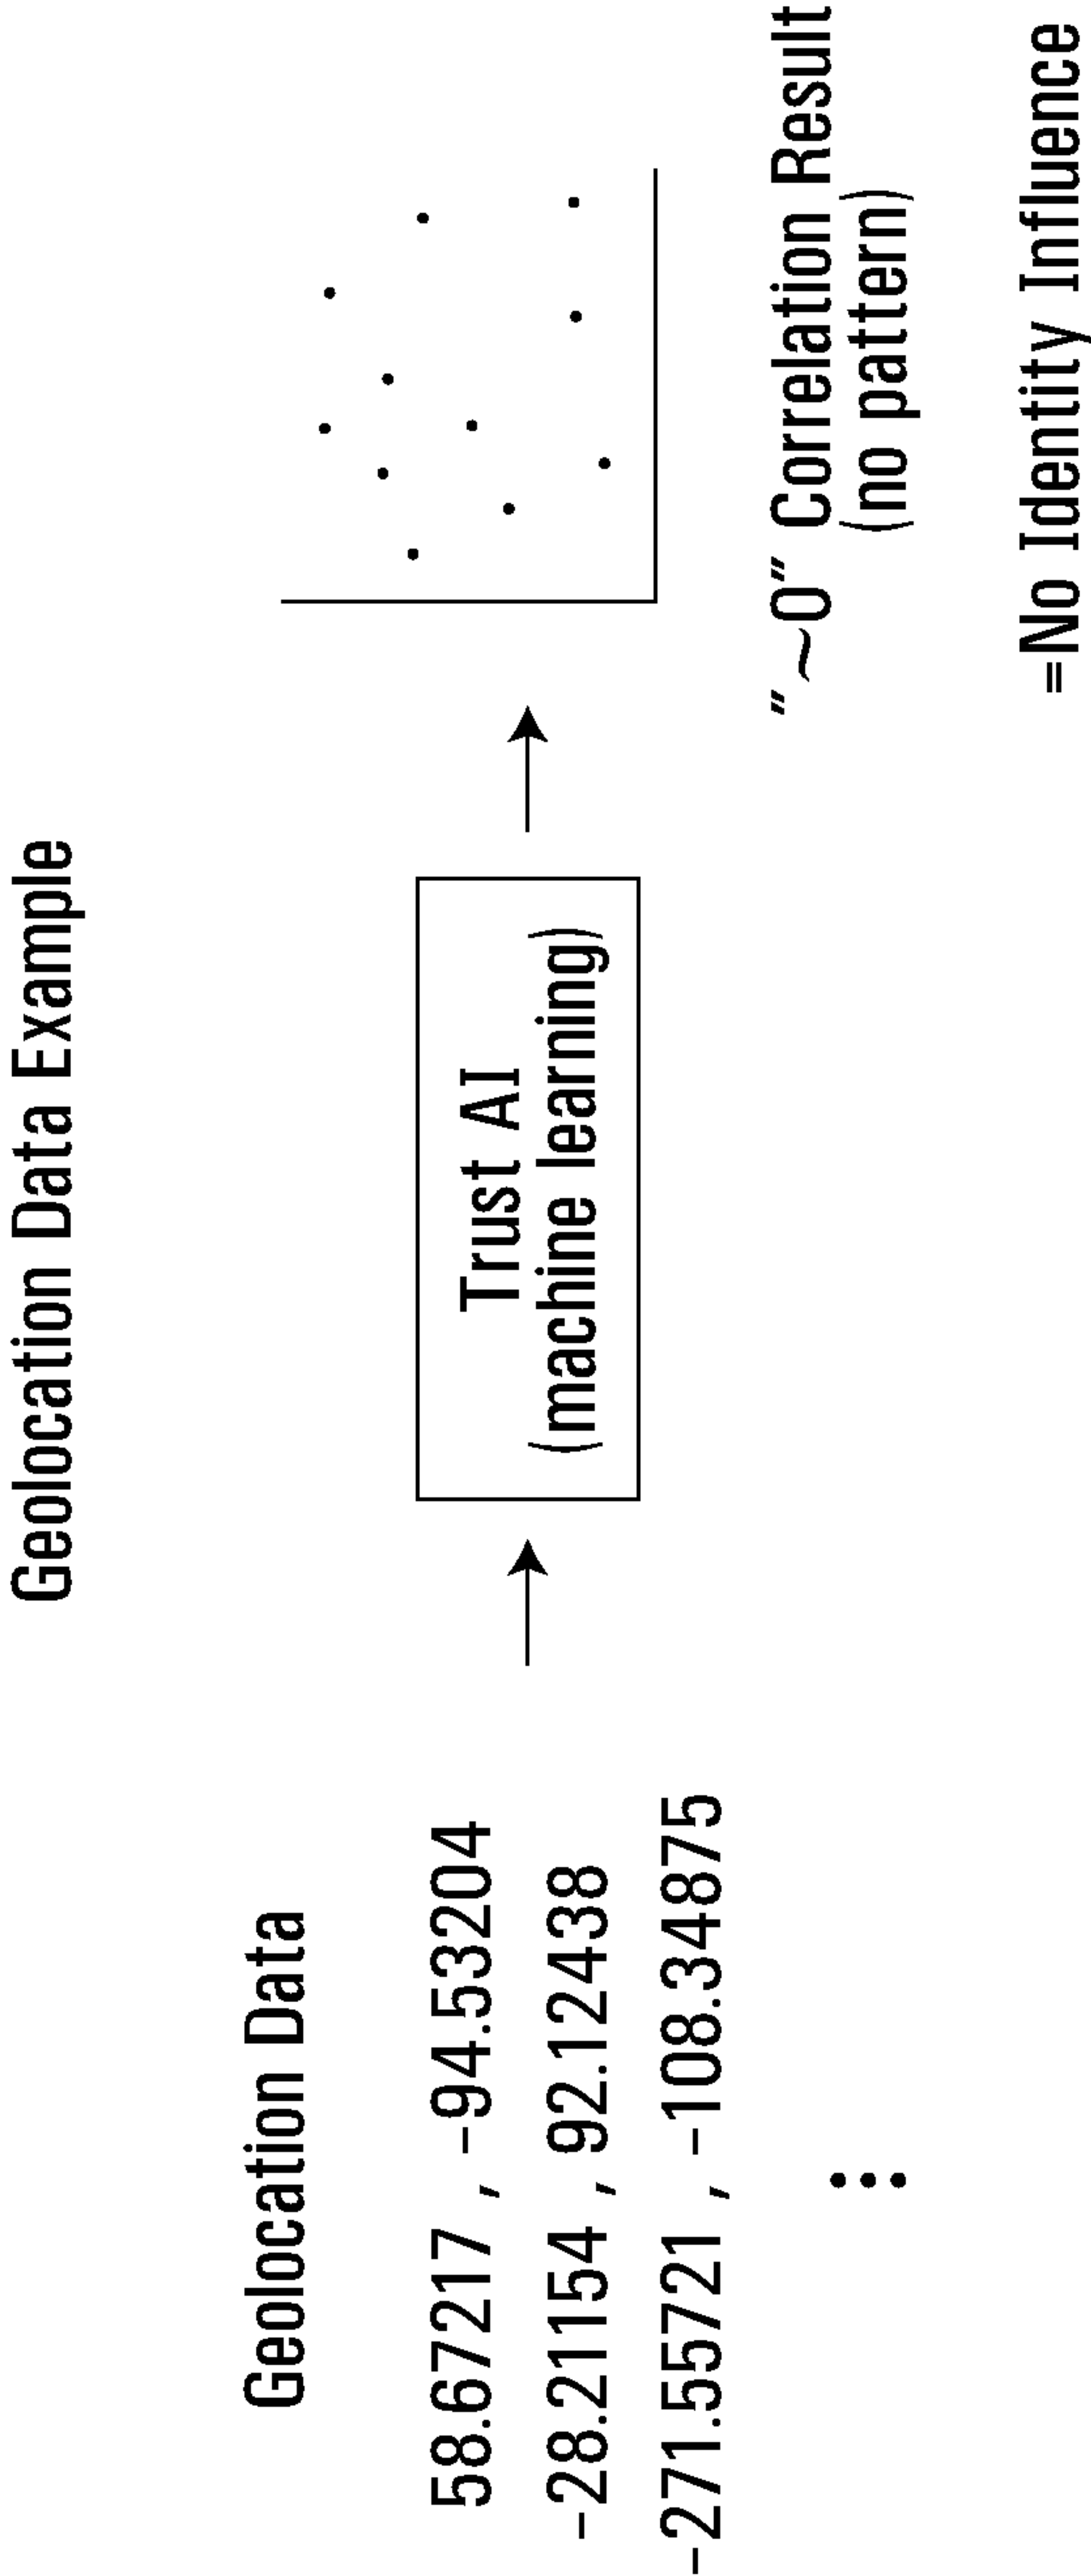 Geolocation Data Example
Geolocation Data
58.67217 , -94.53204
-28.21154 , 92.12438
-271.55721 , -108.34875
Trust AI
(machine learning)
"~0" Correlation Result
(no pattern)
=No Identity Influence